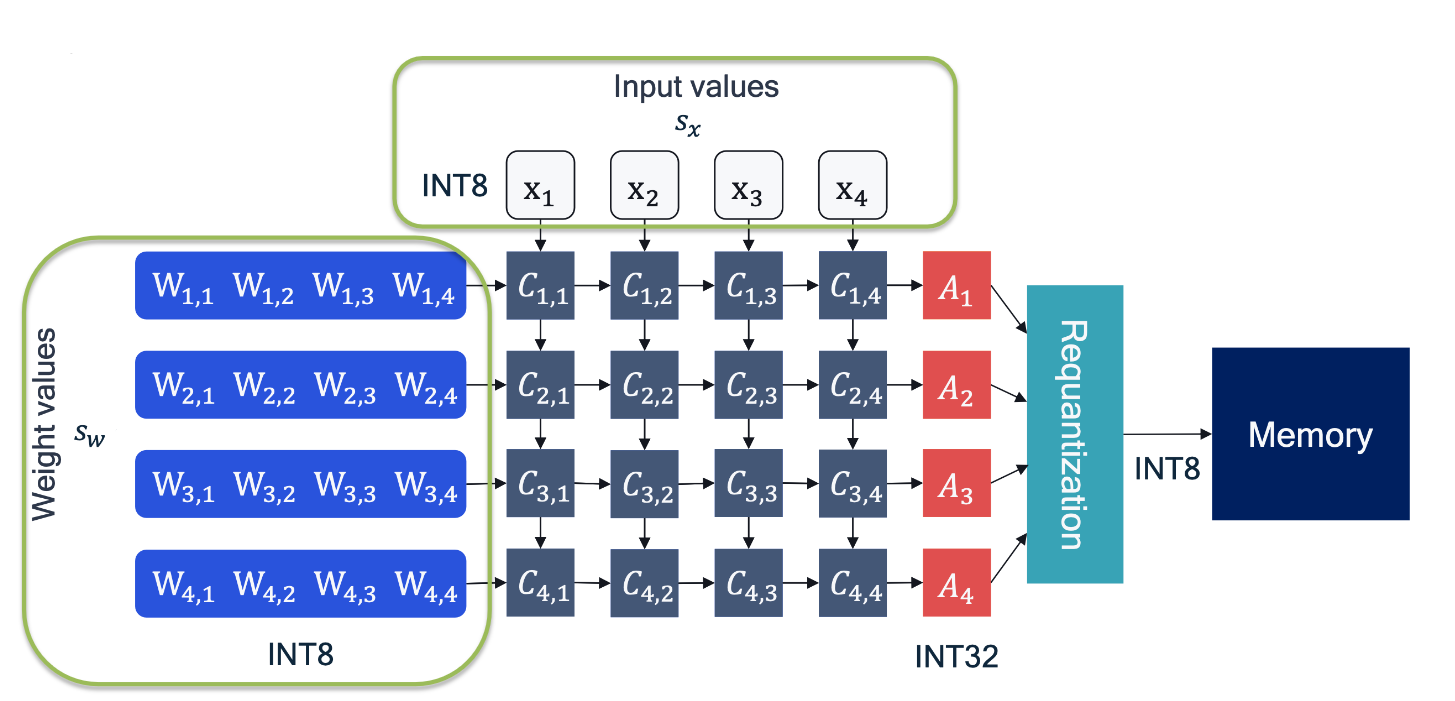 Input values
s_x
INT8 x_1 x_2 x_3 x_4
Weight values
s_w
W_{1,1} W_{1,2} W_{1,3} W_{1,4} C_{1,1} C_{1,2} C_{1,3} C_{1,4} A_1
W_{2,1} W_{2,2} W_{2,3} W_{2,4} C_{2,1} C_{2,2} C_{2,3} C_{2,4} A_2
W_{3,1} W_{3,2} W_{3,3} W_{3,4} C_{3,1} C_{3,2} C_{3,3} C_{3,4} A_3
W_{4,1} W_{4,2} W_{4,3} W_{4,4} C_{4,1} C_{4,2} C_{4,3} C_{4,4} A_4
INT8
INT32
Requantization
INT8
Memory